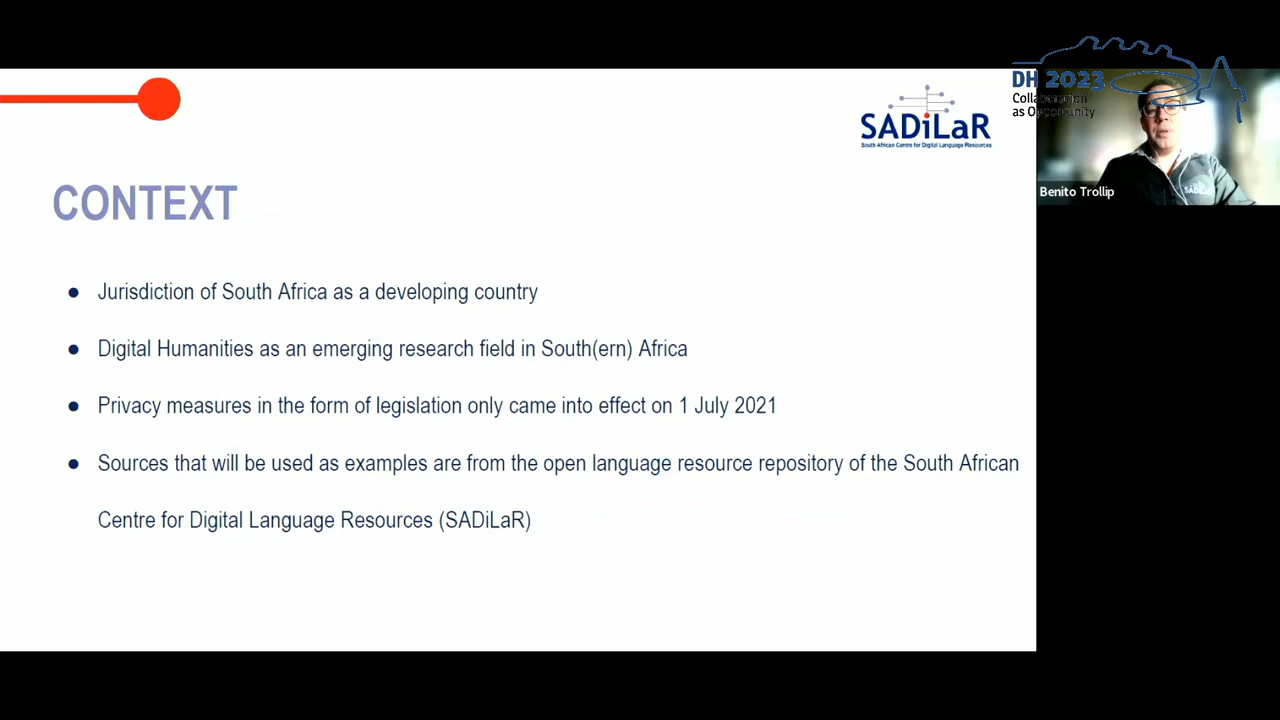 DH 2023
Collaboration
as Opportunity
SADiLaR
South African Centre for Digital Language Resources
CONTEXT
Benito Trollip
SADiLaR
● Jurisdiction of South Africa as a developing country
● Digital Humanities as an emerging research field in South(ern) Africa
● Privacy measures in the form of legislation only came into effect on 1 July 2021
● Sources that will be used as examples are from the open language resource repository of the South African
Centre for Digital Language Resources (SADiLaR)